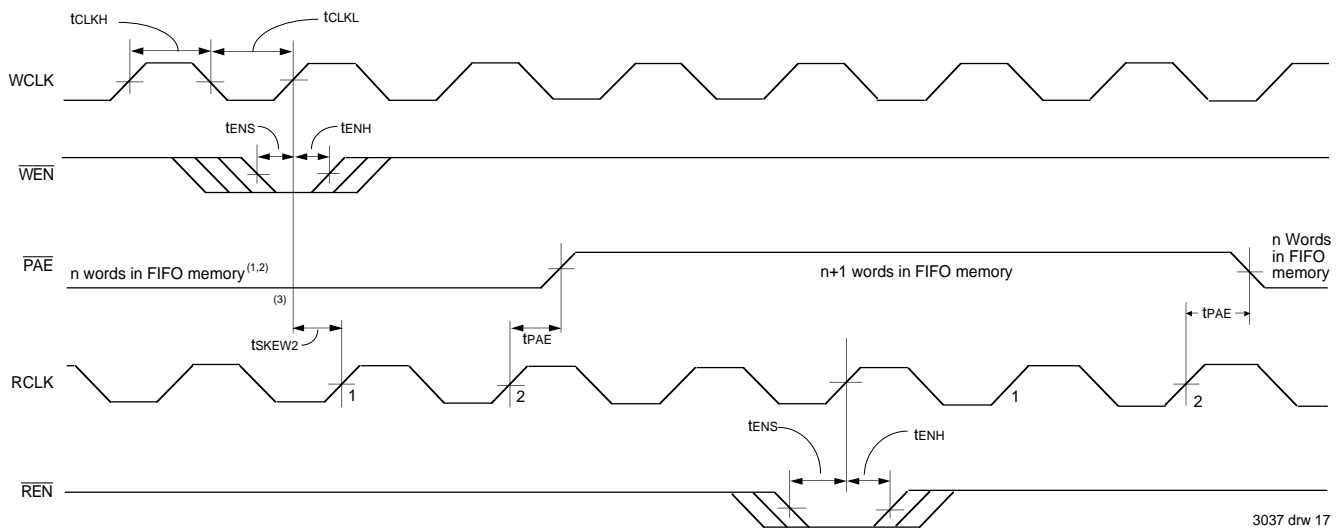 tCLKH
tCLKL
WCLK
tENS
tENH
WEN
PAE
n words in FIFO memory (1,2)
n+1 words in FIFO memory
n Words
in FIFO
memory
(3)
tSKEW2
tPAE
tPAE
RCLK
1
2
1
2
tENS
tENH
REN
3037 drw 17